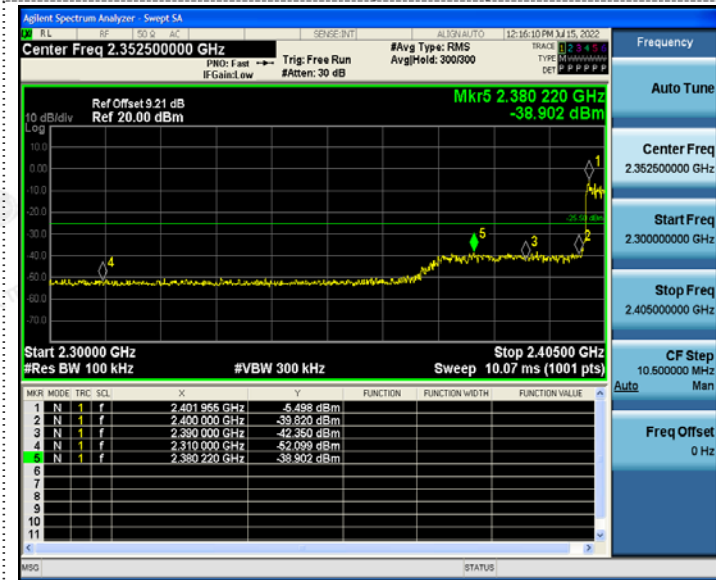 Agilent Spectrum Analyzer - Swept SA
RL RF 50 Ω AC SENSE:INT ALIGN AUTO 12:16:10 PM Jul 15, 2022
Center Freq 2.352500000 GHz
PNO: Fast
IFGain:Low
Trig: Free Run
#Atten: 30 dB
#Avg Type: RMS
Avg|Hold: 300/300
TRACE 1 2 3 4 5 6
TYPE M
DET P P P P P P
Mkr5 2.380 220 GHz
-38.902 dBm
Ref Offset 9.21 dB
Ref 20.00 dBm
10 dB/div
Log
10.0
0.00
-10.0
-20.0
-30.0
-40.0
-50.0
-60.0
-70.0
1
5
3
2
4
Start 2.30000 GHz Stop 2.40500 GHz
#Res BW 100 kHz #VBW 300 kHz Sweep 10.07 ms (1001 pts)
MKR MODE TRC SCL X Y FUNCTION FUNCTION WIDTH FUNCTION VALUE
1 N 1 f 2.401 955 GHz -5.498 dBm
2 N 1 f 2.400 000 GHz -39.820 dBm
3 N 1 f 2.390 000 GHz -42.350 dBm
4 N 1 f 2.310 000 GHz -52.099 dBm
5 N 1 f 2.380 220 GHz -38.902 dBm
6
7
8
9
10
11
MSG STATUS
Frequency
Auto Tune
Center Freq
2.352500000 GHz
Start Freq
2.300000000 GHz
Stop Freq
2.405000000 GHz
CF Step
10.500000 MHz
Auto Man
Freq Offset
0 Hz